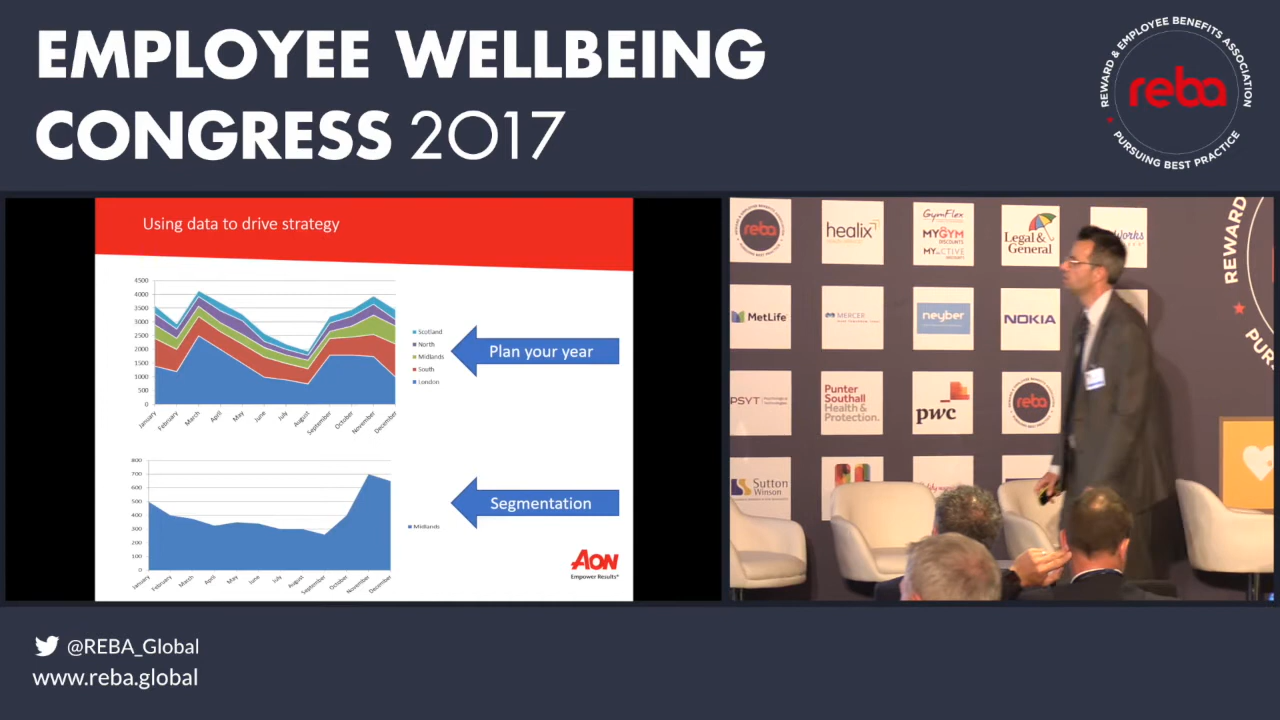 EMPLOYEE WELLBEING
CONGRESS 2017
REWARD & EMPLOYEE BENEFITS ASSOCIATION
reba
PURSUING BEST PRACTICE
Using data to drive strategy
4500
4000
3500
3000
2500
2000
1500
1000
500
0
January
February
March
April
May
June
July
August
September
October
November
December
Scotland
North
Midlands
South
London
Plan your year
800
700
600
500
400
300
200
100
0
January
February
March
April
May
June
July
August
September
October
November
December
Midlands
Segmentation
AON
Empower Results®
reba
healix
GymFlex
MYGYM
DISCOUNTS
Legal &
General
Works
REWARD
MetLife
MERCER
neyber
NOKIA
PSYT
Punter
Southall
Health &
Protection.
pwc
reba
PUR
Sutton
Winson
@REBA_Global
www.reba.global